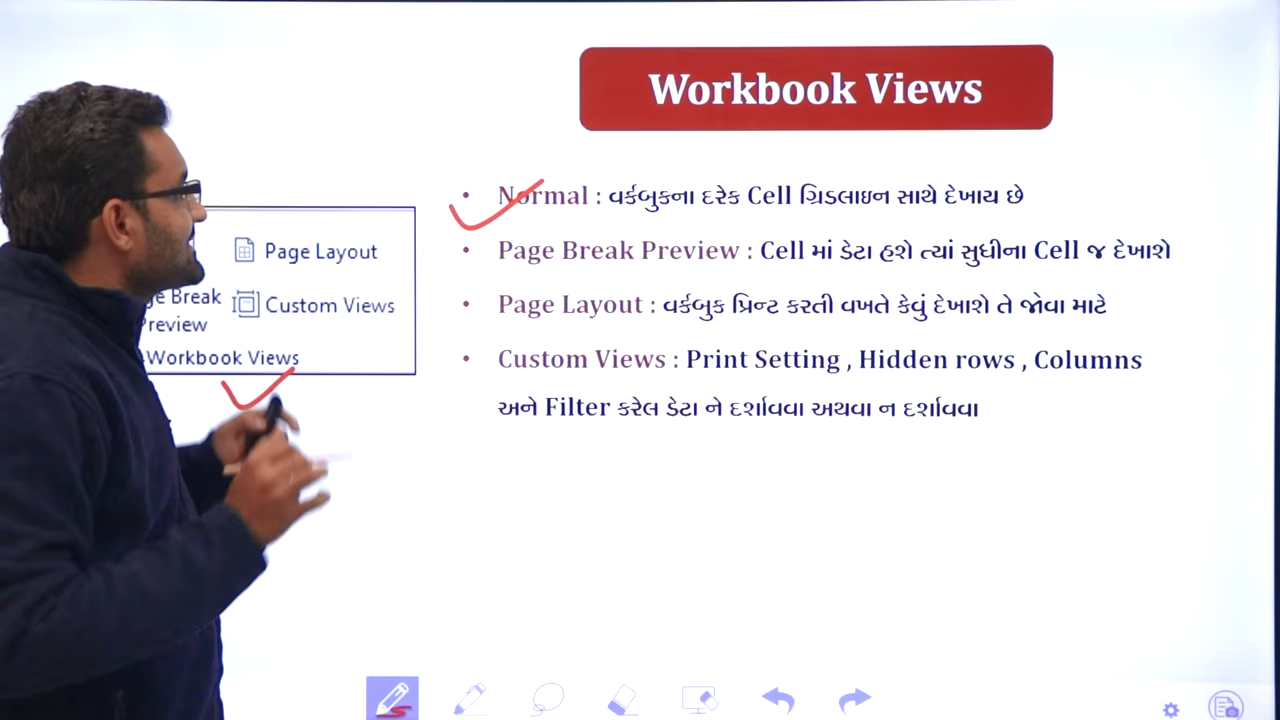 Workbook Views
• Normal : વર્કબુકના દરેક Cell ગ્રિડલાઇન સાથે દેખાય છે
• Page Break Preview : Cell માં ડેટા હશે ત્યાં સુધીના Cell જ દેખાશે
• Page Layout : વર્કબુક પ્રિન્ટ કરતી વખતે કેવું દેખાશે તે જોવા માટે
• Custom Views : Print Setting , Hidden rows , Columns
અને Filter કરેલ ડેટા ને દર્શાવવા અથવા ન દર્શાવવા
Page Layout
Break
Custom Views
Preview
Workbook Views